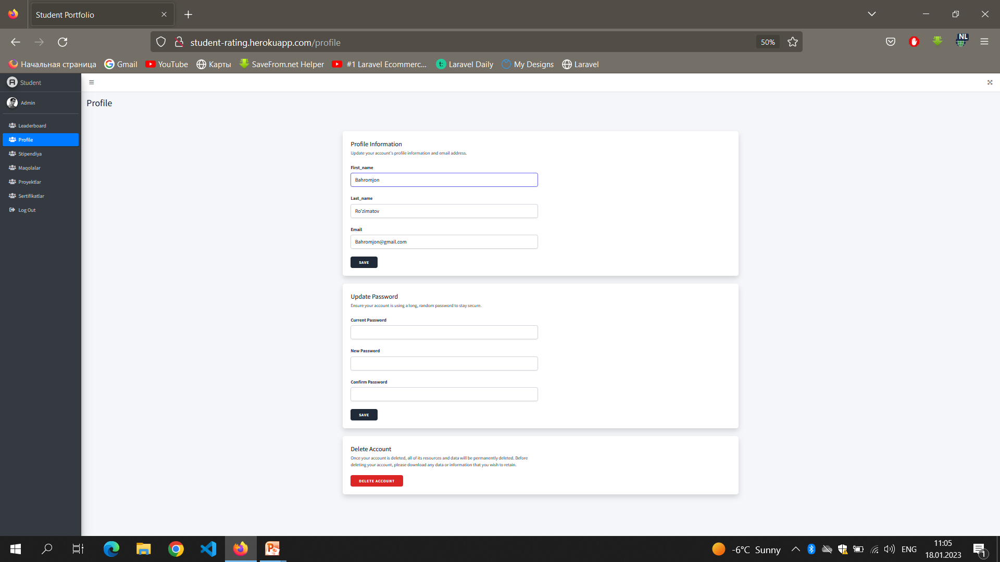 Student Portfolio
student-rating.herokuapp.com/profile
50%
NL
Начальная страница
Gmail
YouTube
Карты
SaveFrom.net Helper
#1 Laravel Ecommerc...
Laravel Daily
My Designs
Laravel
Student
Admin
Leaderboard
Profile
Stipendiya
Maqolalar
Proyektlar
Sertifikatlar
Log Out
Profile
Profile Information
Update your account's profile information and email address.
First_name
Bahromjon
Last_name
Ro'zimatov
Email
Bahromjon@gmail.com
SAVE
Update Password
Ensure your account is using a long, random password to stay secure.
Current Password
New Password
Confirm Password
SAVE
Delete Account
Once your account is deleted, all of its resources and data will be permanently deleted. Before
deleting your account, please download any data or information that you wish to retain.
DELETE ACCOUNT
-6°C Sunny
ENG
11:05
18.01.2023
1